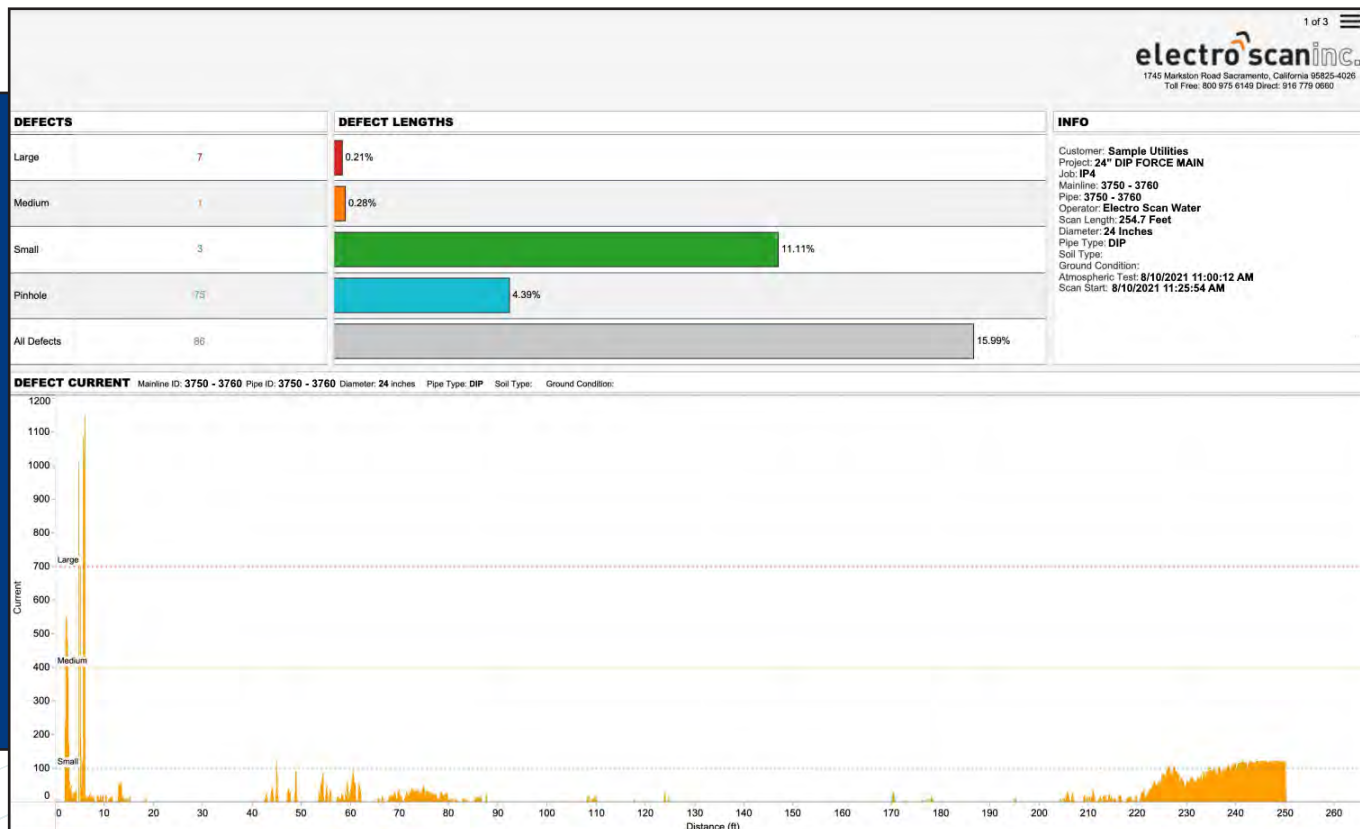 1 of 3
electro scan inc.
1745 Markston Road Sacramento, California 95825-4026
Toll Free: 800 975 6149 Direct: 916 779 0660
DEFECTS
DEFECT LENGTHS
INFO
Large 7 0.21%
Medium 1 0.28%
Small 3 11.11%
Pinhole 75 4.39%
All Defects 86 15.99%
Customer: Sample Utilities
Project: 24" DIP FORCE MAIN
Job: IP4
Mainline: 3750 - 3760
Pipe: 3750 - 3760
Operator: Electro Scan Water
Scan Length: 254.7 Feet
Diameter: 24 Inches
Pipe Type: DIP
Soil Type:
Ground Condition:
Atmospheric Test: 8/10/2021 11:00:12 AM
Scan Start: 8/10/2021 11:25:54 AM
DEFECT CURRENT Mainline ID: 3750 - 3760 Pipe ID: 3750 - 3760 Diameter: 24 inches Pipe Type: DIP Soil Type: Ground Condition:
1200
1100
1000
900
800
Large
700
600
Current
500
Medium
400
300
200
Small
100
0
0 10 20 30 40 50 60 70 80 90 100 110 120 130 140 150 160 170 180 190 200 210 220 230 240 250 260
Distance (ft)